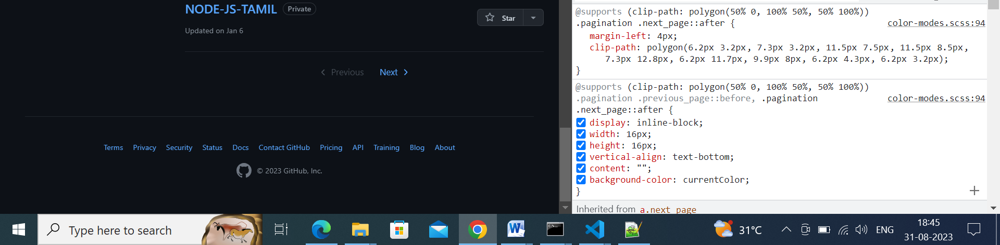 NODE-JS-TAMIL Private
Star
Updated on Jan 6
Previous Next
Terms Privacy Security Status Docs Contact GitHub Pricing API Training Blog About
© 2023 GitHub, Inc.
@supports (clip-path: polygon(50% 0, 100% 50%, 50% 100%))
.pagination .next_page::after { color-modes.scss:94
margin-left: 4px;
clip-path: polygon(6.2px 3.2px, 7.3px 3.2px, 11.5px 7.5px, 11.5px 8.5px,
7.3px 12.8px, 6.2px 11.7px, 9.9px 8px, 6.2px 4.3px, 6.2px 3.2px);
}
@supports (clip-path: polygon(50% 0, 100% 50%, 50% 100%))
.pagination .previous_page::before, .pagination color-modes.scss:94
.next_page::after {
display: inline-block;
width: 16px;
height: 16px;
vertical-align: text-bottom;
content: "";
background-color: currentColor;
}
Inherited from a.next_page
Type here to search
31°C
ENG
18:45
31-08-2023